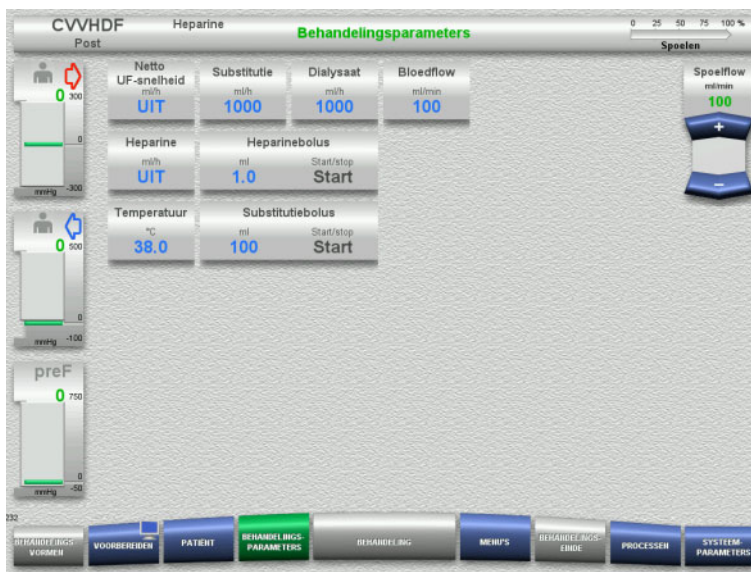 CVVHDF Heparine
Post
Behandelingsparameters
0 25 50 75 100 %
Spoelen
0 300
0
mmHg -300
Netto
UF-snelheid
ml/h
UIT
Substitutie
ml/h
1000
Dialysaat
ml/h
1000
Bloedflow
ml/min
100
Spoelflow
ml/min
100
+
−
Heparine
ml/h
UIT
Heparinebolus
ml Start/stop
1.0 Start
0 500
0
mmHg -100
Temperatuur
°C
38.0
Substitutiebolus
ml Start/stop
100 Start
preF
0 750
0
mmHg -50
232
BEHANDELINGS-
VORMEN
VOORBEREIDEN
PATIËNT
BEHANDELINGS-
PARAMETERS
BEHANDELING
MENU'S
BEHANDELINGS-
EINDE
PROCESSEN
SYSTEEM-
PARAMETERS